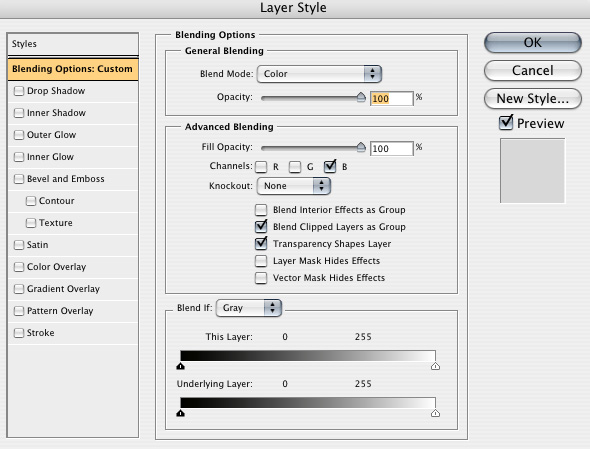 Layer Style
Styles
Blending Options: Custom
Drop Shadow
Inner Shadow
Outer Glow
Inner Glow
Bevel and Emboss
Contour
Texture
Satin
Color Overlay
Gradient Overlay
Pattern Overlay
Stroke
Blending Options
General Blending
Blend Mode: Color
Opacity: 100 %
Advanced Blending
Fill Opacity: 100 %
Channels: R G B
Knockout: None
Blend Interior Effects as Group
Blend Clipped Layers as Group
Transparency Shapes Layer
Layer Mask Hides Effects
Vector Mask Hides Effects
Blend If: Gray
This Layer: 0 255
Underlying Layer: 0 255
OK
Cancel
New Style...
Preview